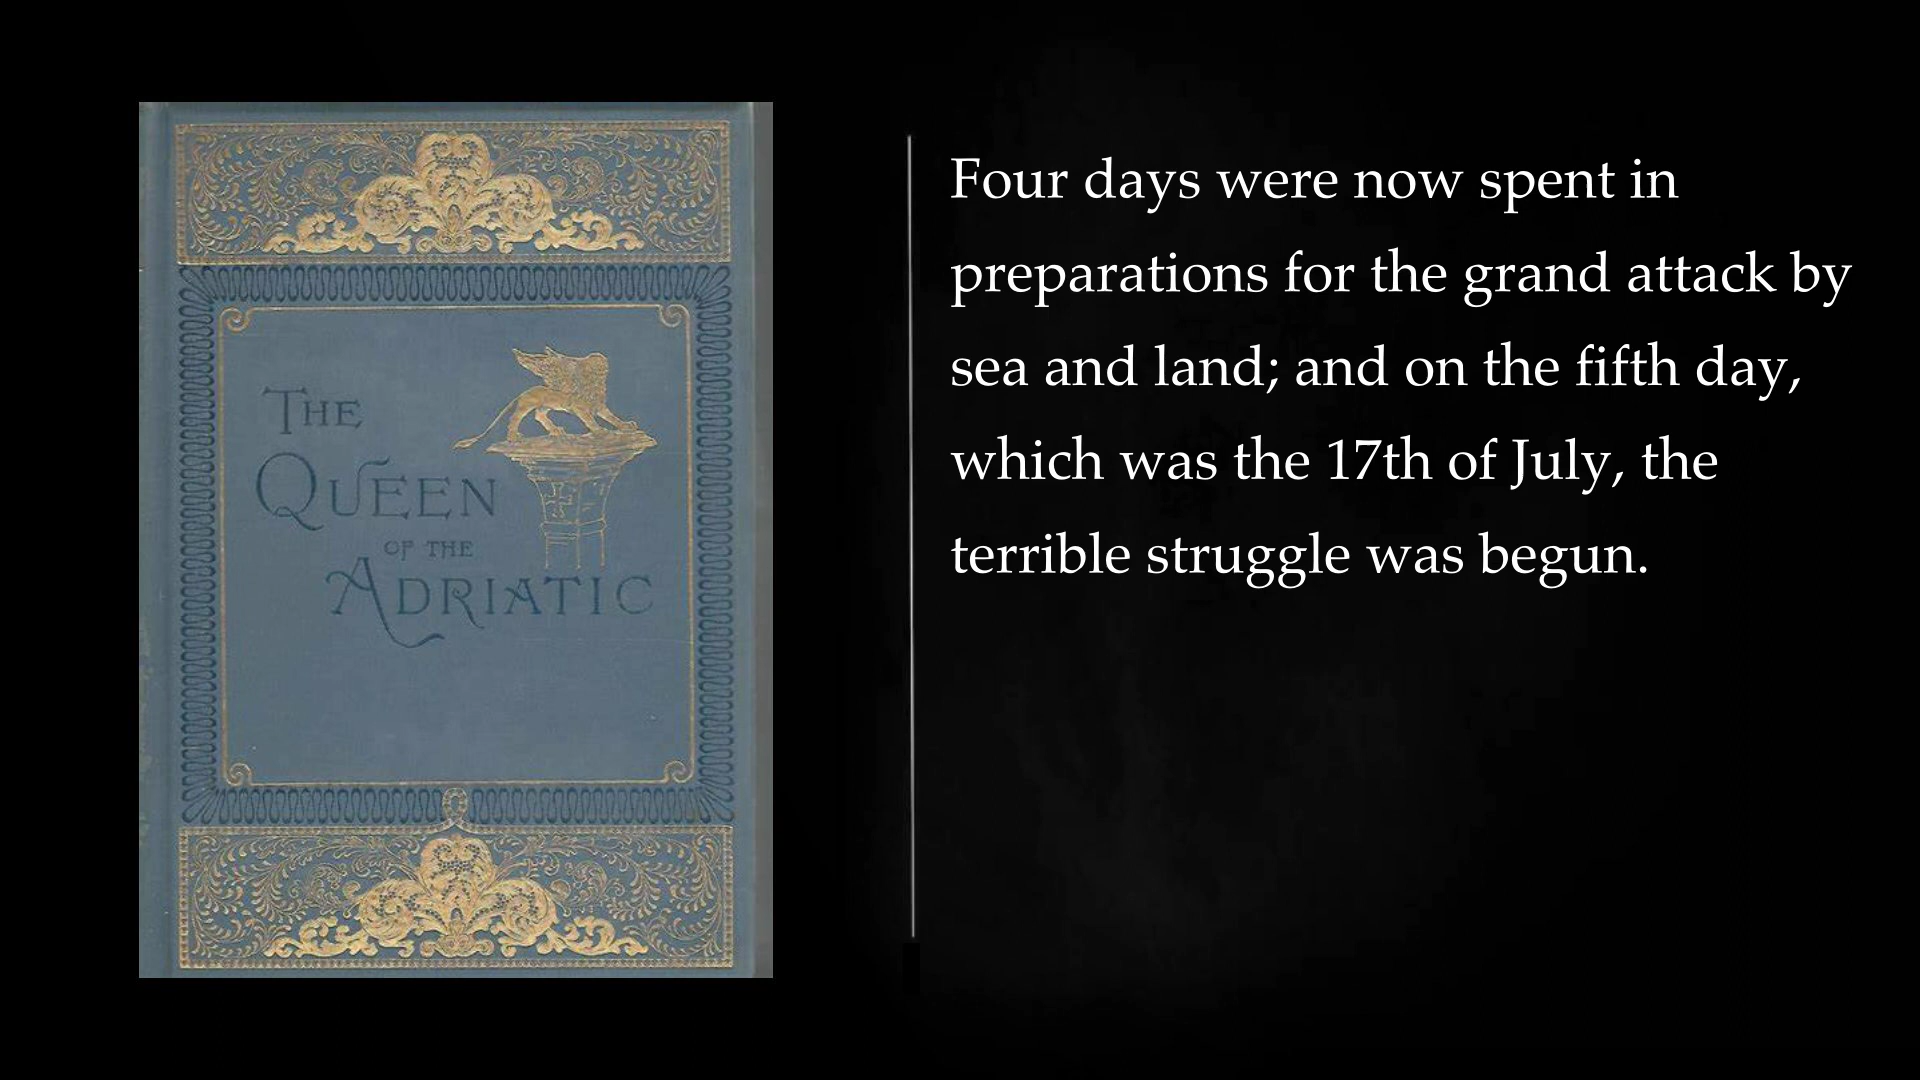 THE
QUEEN
OF THE
ADRIATIC
Four days were now spent in
preparations for the grand attack by
sea and land; and on the fifth day,
which was the 17th of July, the
terrible struggle was begun.